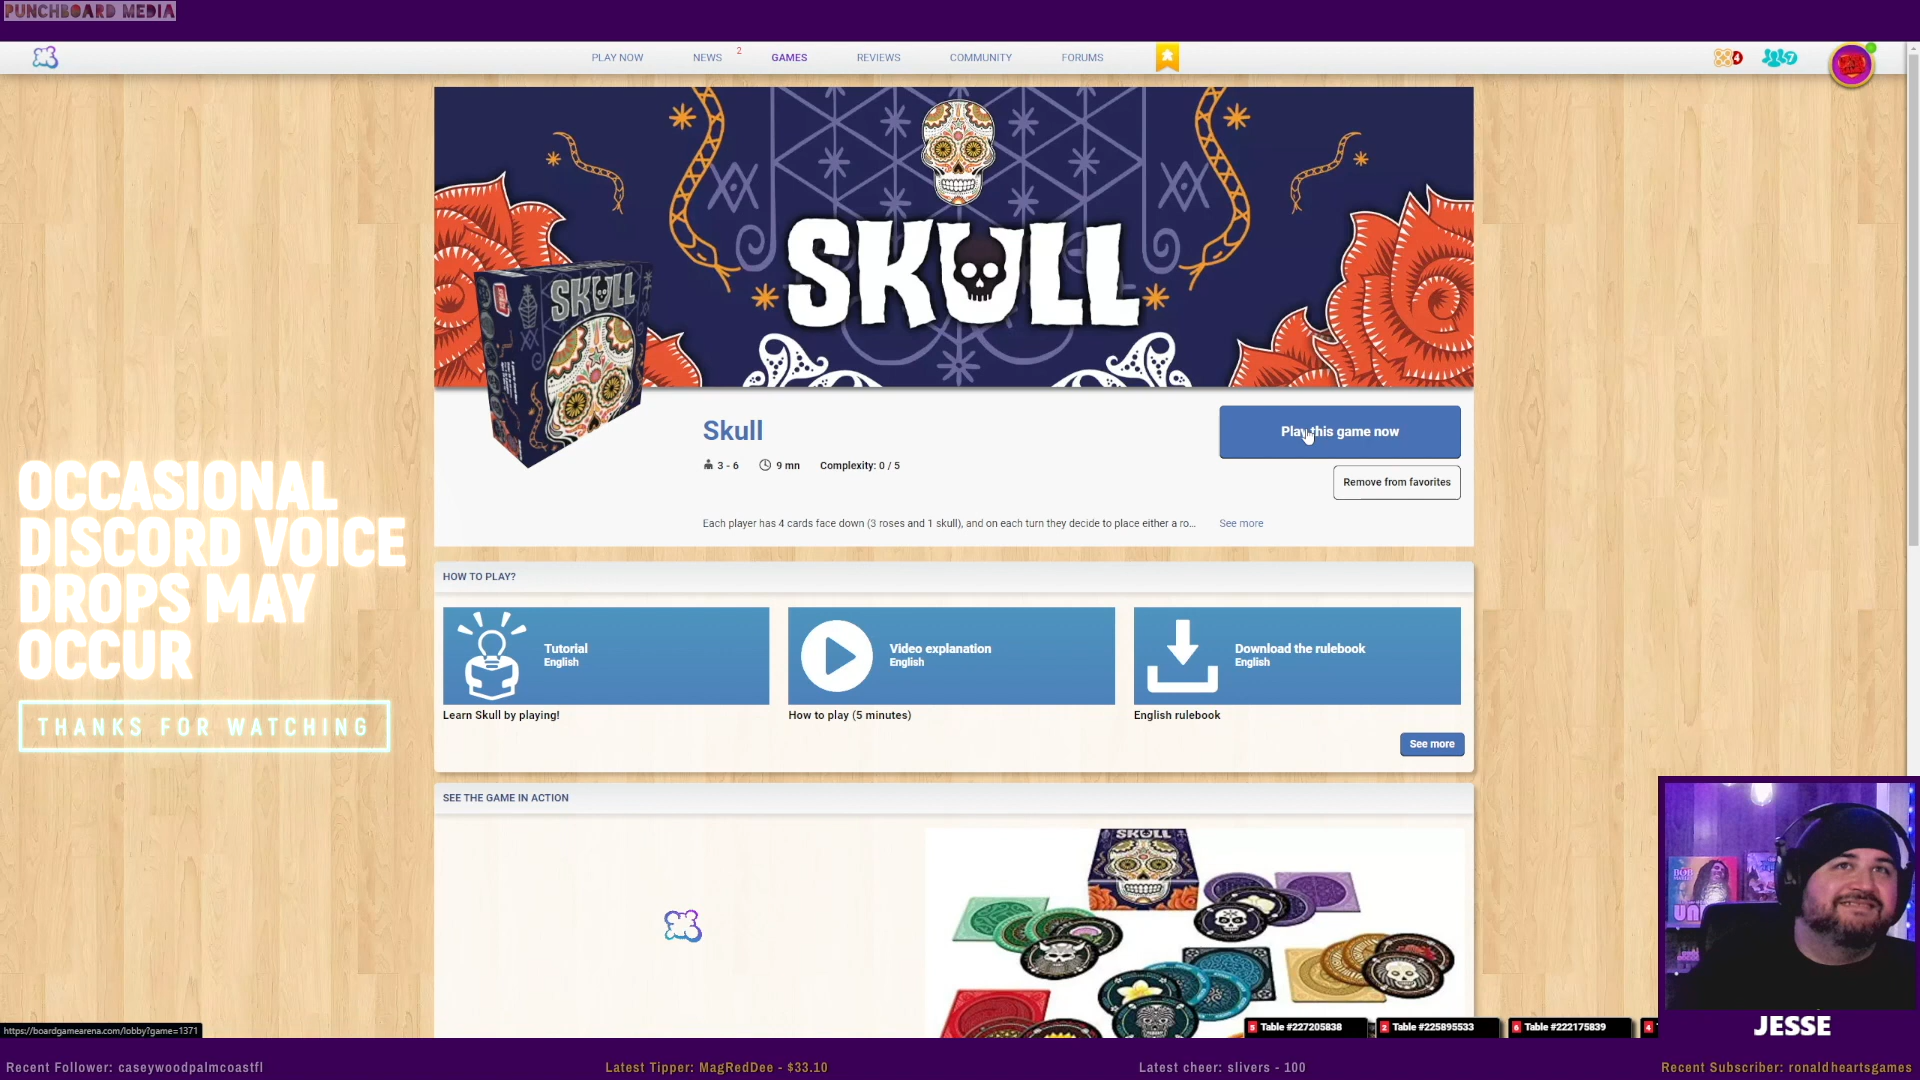 PUNCHBOARD MEDIA
PLAY NOW
NEWS
2
GAMES
REVIEWS
COMMUNITY
FORUMS
4
7
SKULL
SKULL
Skull
3 - 6
9 mn
Complexity: 0 / 5
Play this game now
Remove from favorites
Each player has 4 cards face down (3 roses and 1 skull), and on each turn they decide to place either a ro...
See more
OCCASIONAL
DISCORD VOICE
DROPS MAY
OCCUR
THANKS FOR WATCHING
HOW TO PLAY?
Tutorial
English
Video explanation
English
Download the rulebook
English
Learn Skull by playing!
How to play (5 minutes)
English rulebook
See more
SEE THE GAME IN ACTION
SKULL
https://boardgamearena.com/lobby?game=1371
5 Table #227205838
2 Table #225895533
6 Table #222175839
4
JESSE
Recent Follower: caseywoodpalmcoastfl
Latest Tipper: MagRedDee - $33.10
Latest cheer: slivers - 100
Recent Subscriber: ronaldheartsgames